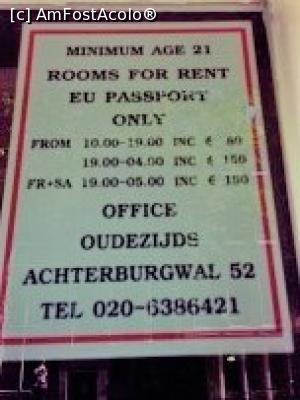 [c] AmFostAcolo®
MINIMUM AGE 21
ROOMS FOR RENT
EU PASSPORT
ONLY
FROM 10.00-19.00 INC € 80
19.00-04.00 INC € 150
FR+SA 19.00-05.00 INC € 150
OFFICE
OUDEZIJDS
ACHTERBURGWAL 52
TEL 020-6386421